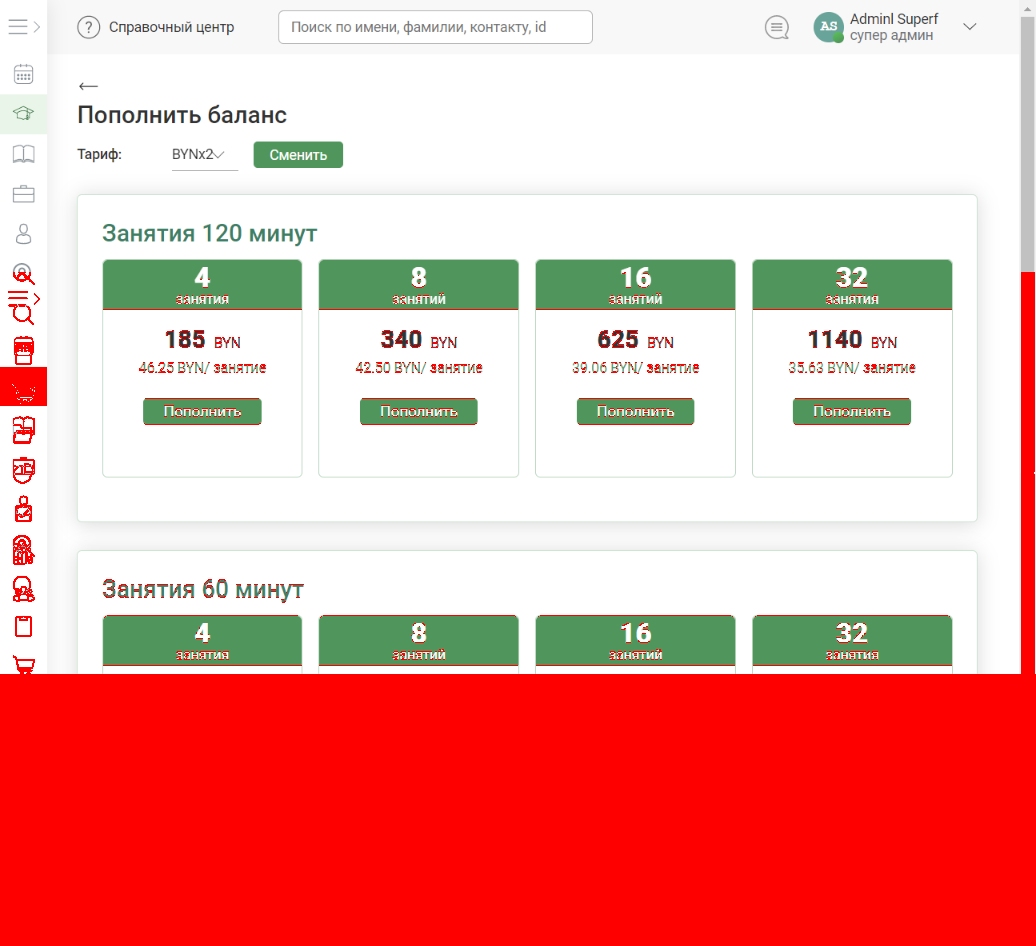 Справочный центр
Поиск по имени, фамилии, контакту, id
AS
Adminl Superf
супер админ
Пополнить баланс
Тариф:
BYNx2
Сменить
Занятия 120 минут
4
занятия
8
занятий
16
занятий
32
занятия
185 BYN
46.25 BYN/ занятие
Пополнить
340 BYN
42.50 BYN/ занятие
Пополнить
625 BYN
39.06 BYN/ занятие
Пополнить
1140 BYN
35.63 BYN/ занятие
Пополнить
Занятия 60 минут
4
занятия
8
занятий
16
занятий
32
занятия